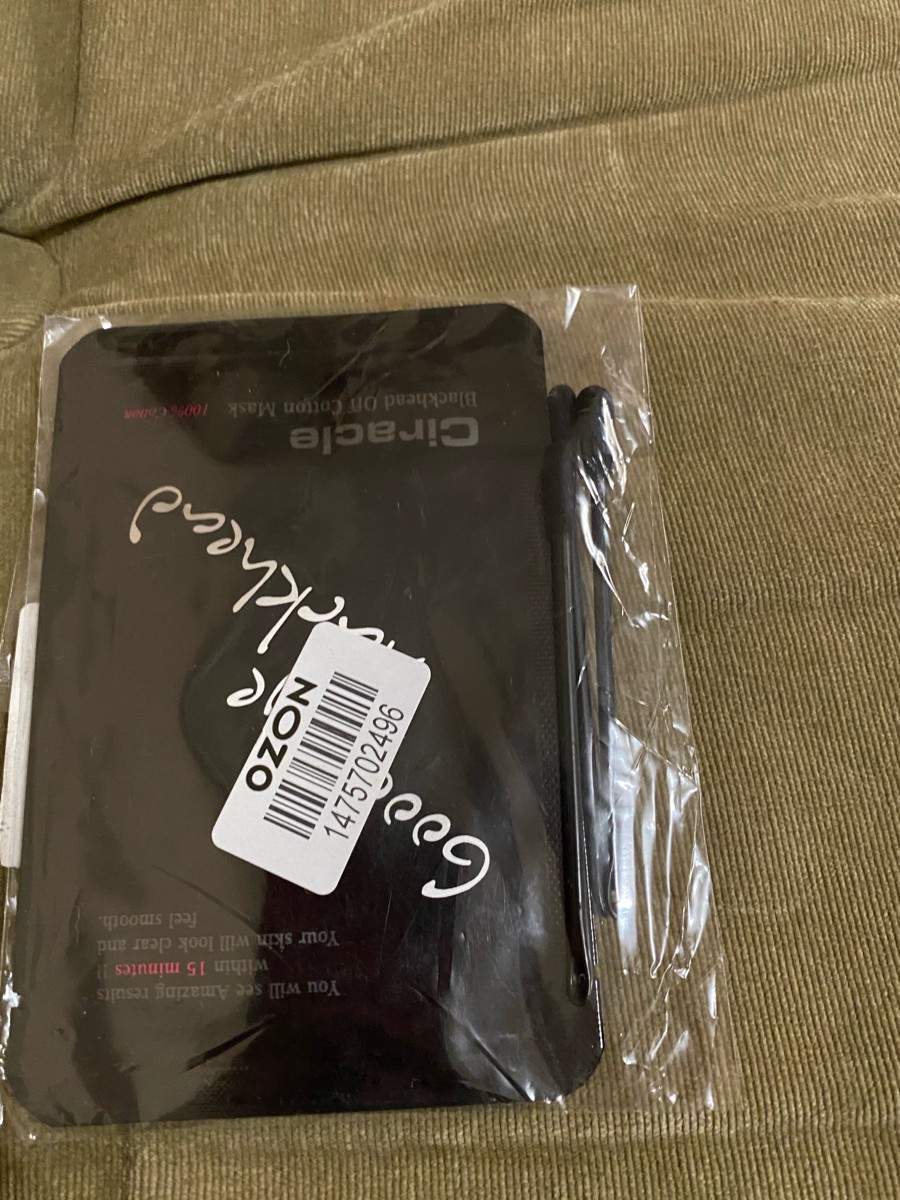 Ciracle
Blackhead Off Cotton Mask 100% Cotton
Good
blackhead
OZON
1475702496
You will see Amazing results
within 15 minutes !!
Your skin will look clear and
feel smooth.